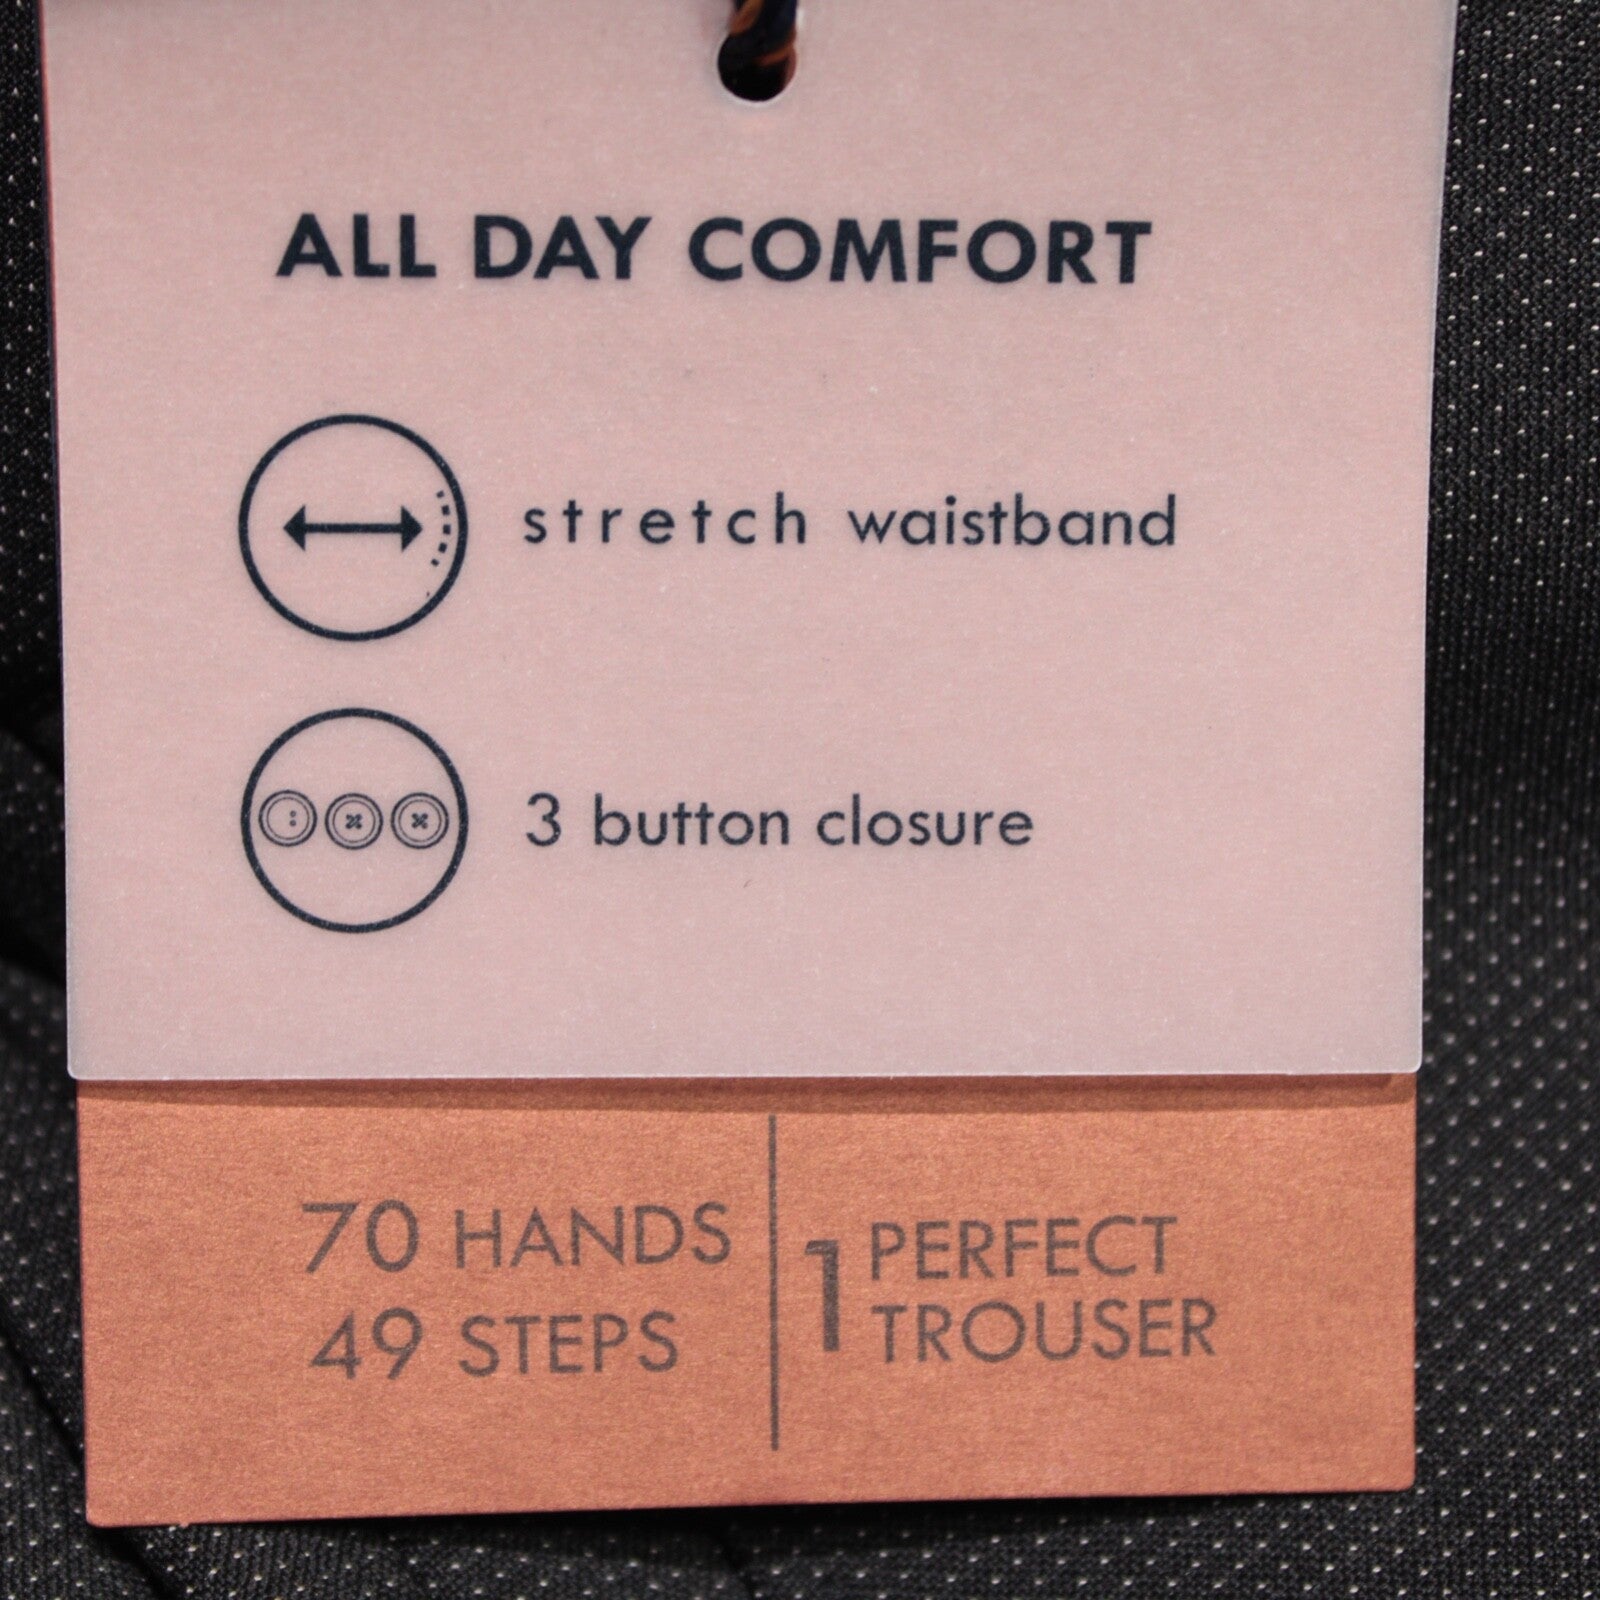 ALL DAY COMFORT
stretch waistband
3 button closure
70 HANDS
49 STEPS
1 PERFECT
TROUSER